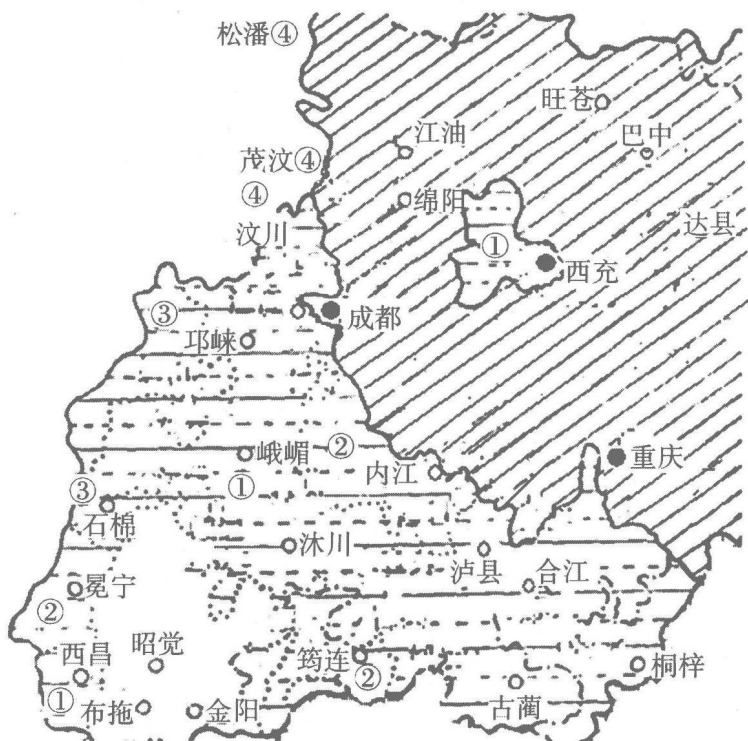 松潘④
旺苍
江油
巴中
茂汶④
④
绵阳
汶川
达县
①
西充
③
成都
邛崃
峨嵋
②
内江
重庆
③
①
石棉
沐川
泸县
合江
冕宁
②
昭觉
筠连
西昌
②
桐梓
①
布拖
金阳
古蔺